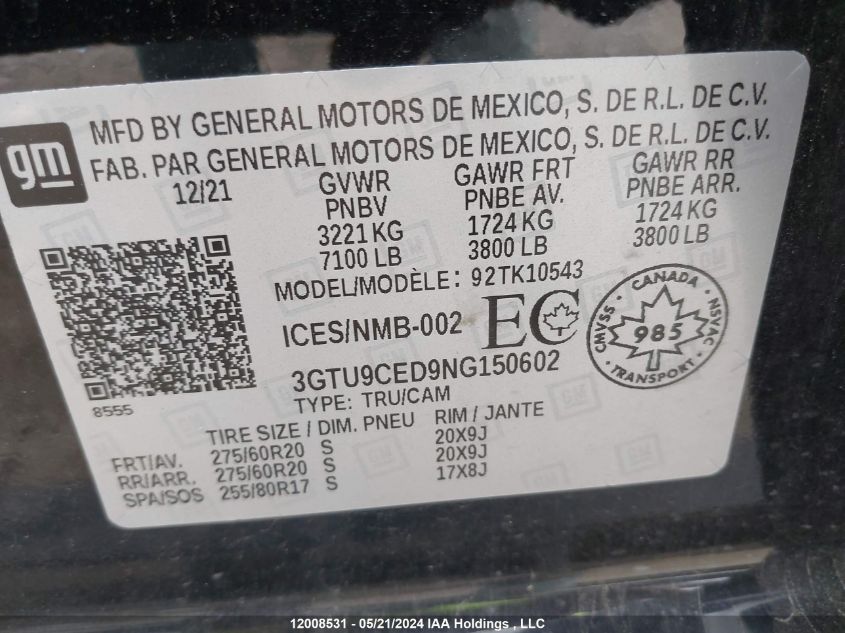 gm
MFD BY GENERAL MOTORS DE MEXICO, S. DE R.L. DE C.V.
FAB. PAR GENERAL MOTORS DE MEXICO, S. DE R.L. DE C.V.
12/21 GVWR GAWR FRT GAWR RR
PNBV PNBE AV. PNBE ARR.
3221 KG 1724 KG 1724 KG
7100 LB 3800 LB 3800 LB
MODEL/MODÈLE: 92TK10543
ICES/NMB-002 EC
CANADA
CMVSS 985 NSVAC
TRANSPORT
3GTU9CED9NG150602
8555
TYPE: TRU/CAM
TIRE SIZE / DIM. PNEU RIM / JANTE
FRT/AV. 275/60R20 S 20X9J
RR/ARR. 275/60R20 S 20X9J
SPA/SOS 255/80R17 S 17X8J
12008531 - 05/21/2024 IAA Holdings , LLC